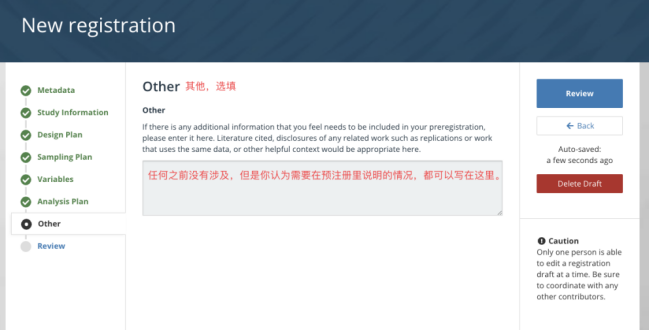 New registration
Metadata
Study Information
Design Plan
Sampling Plan
Variables
Analysis Plan
Other
Review
Other 其他，选填
Other
If there is any additional information that you feel needs to be included in your preregistration,
please enter it here. Literature cited, disclosures of any related work such as replications or work
that uses the same data, or other helpful context would be appropriate here.
任何之前没有涉及，但是你认为需要在预注册里说明的情况，都可以写在这里。
Review
← Back
Auto-saved:
a few seconds ago
Delete Draft
Caution
Only one person is able
to edit a registration
draft at a time. Be sure
to coordinate with any
other contributors.